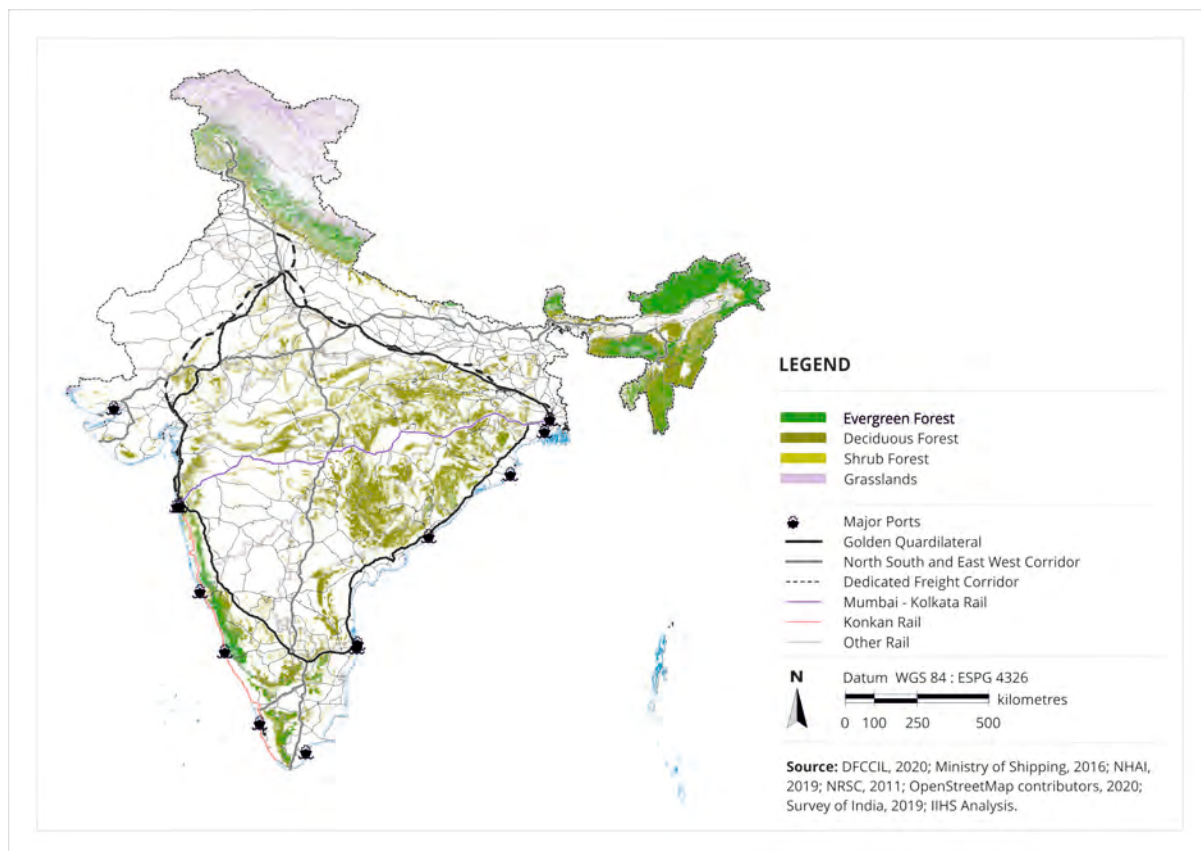 LEGEND
Evergreen Forest
Deciduous Forest
Shrub Forest
Grasslands
Major Ports
Golden Quardilateral
North South and East West Corridor
Dedicated Freight Corridor
Mumbai - Kolkata Rail
Konkan Rail
Other Rail
N
Datum WGS 84 : ESPG 4326
kilometres
0 100 250 500
Source: DFCCIL, 2020; Ministry of Shipping, 2016; NHAI,
2019; NRSC, 2011; OpenStreetMap contributors, 2020;
Survey of India, 2019; IIHS Analysis.